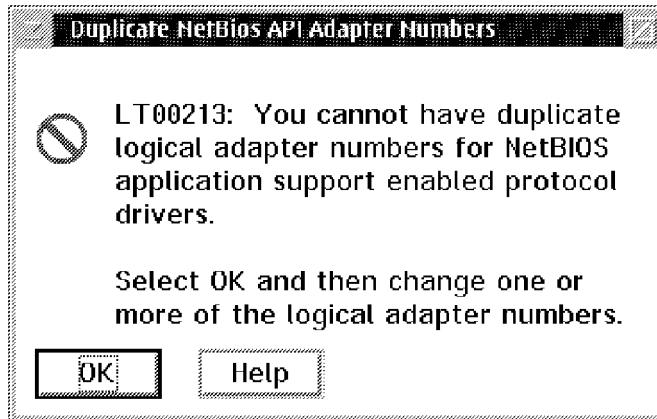 Duplicate NetBios API Adapter Numbers
LT00213: You cannot have duplicate
logical adapter numbers for NetBIOS
application support enabled protocol
drivers.
Select OK and then change one or
more of the logical adapter numbers.
OK Help